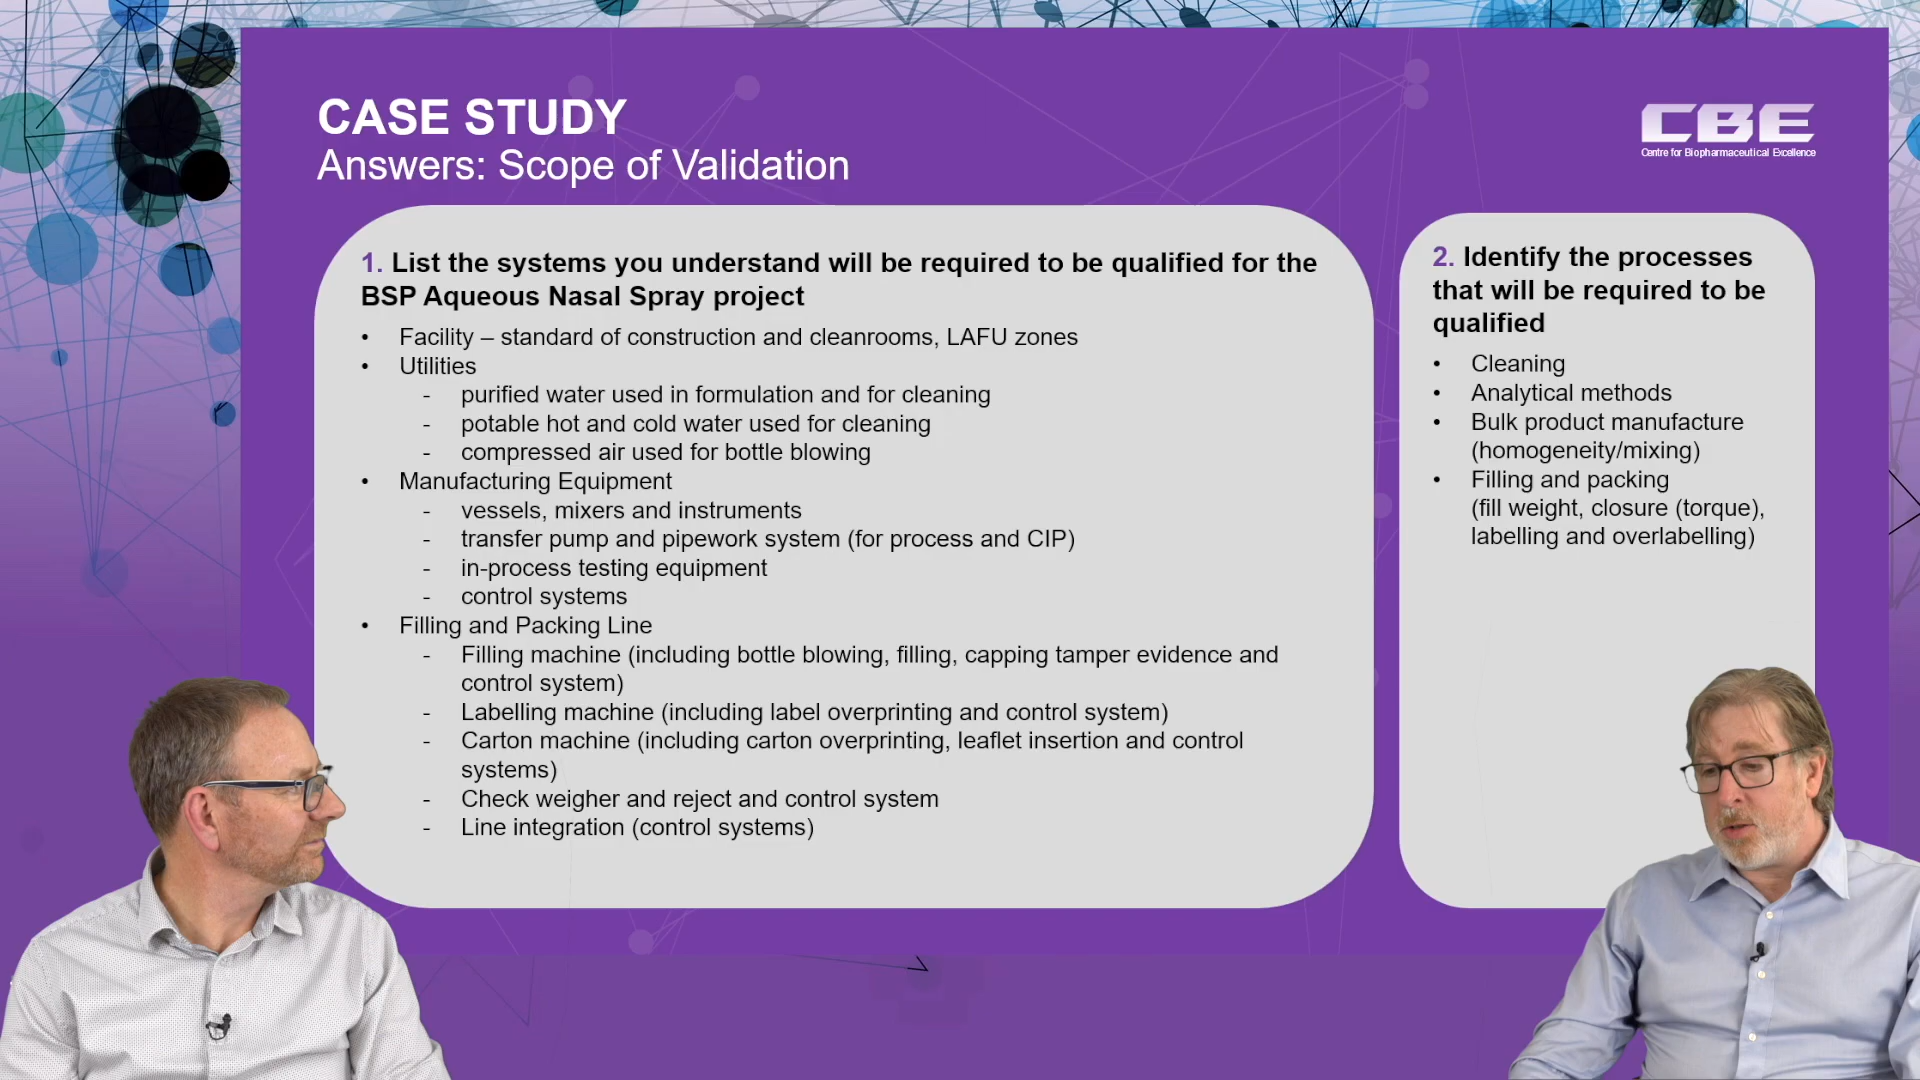 CASE STUDY
Answers: Scope of Validation
CBE
Centre for Biopharmaceutical Excellence
1. List the systems you understand will be required to be qualified for the
BSP Aqueous Nasal Spray project
• Facility – standard of construction and cleanrooms, LAFU zones
• Utilities
- purified water used in formulation and for cleaning
- potable hot and cold water used for cleaning
- compressed air used for bottle blowing
• Manufacturing Equipment
- vessels, mixers and instruments
- transfer pump and pipework system (for process and CIP)
- in-process testing equipment
- control systems
• Filling and Packing Line
- Filling machine (including bottle blowing, filling, capping tamper evidence and
control system)
- Labelling machine (including label overprinting and control system)
- Carton machine (including carton overprinting, leaflet insertion and control
systems)
- Check weigher and reject and control system
- Line integration (control systems)
2. Identify the processes
that will be required to be
qualified
• Cleaning
• Analytical methods
• Bulk product manufacture
(homogeneity/mixing)
• Filling and packing
(fill weight, closure (torque),
labelling and overlabelling)